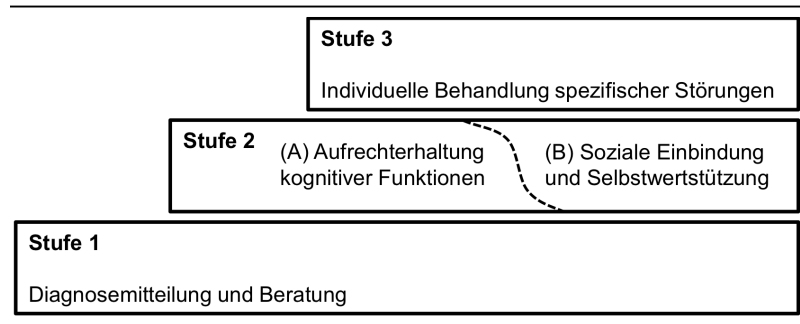 Stufe 3
Individuelle Behandlung spezifischer Störungen
Stufe 2
(A) Aufrechterhaltung
kognitiver Funktionen
(B) Soziale Einbindung
und Selbstwertstützung
Stufe 1
Diagnosemitteilung und Beratung